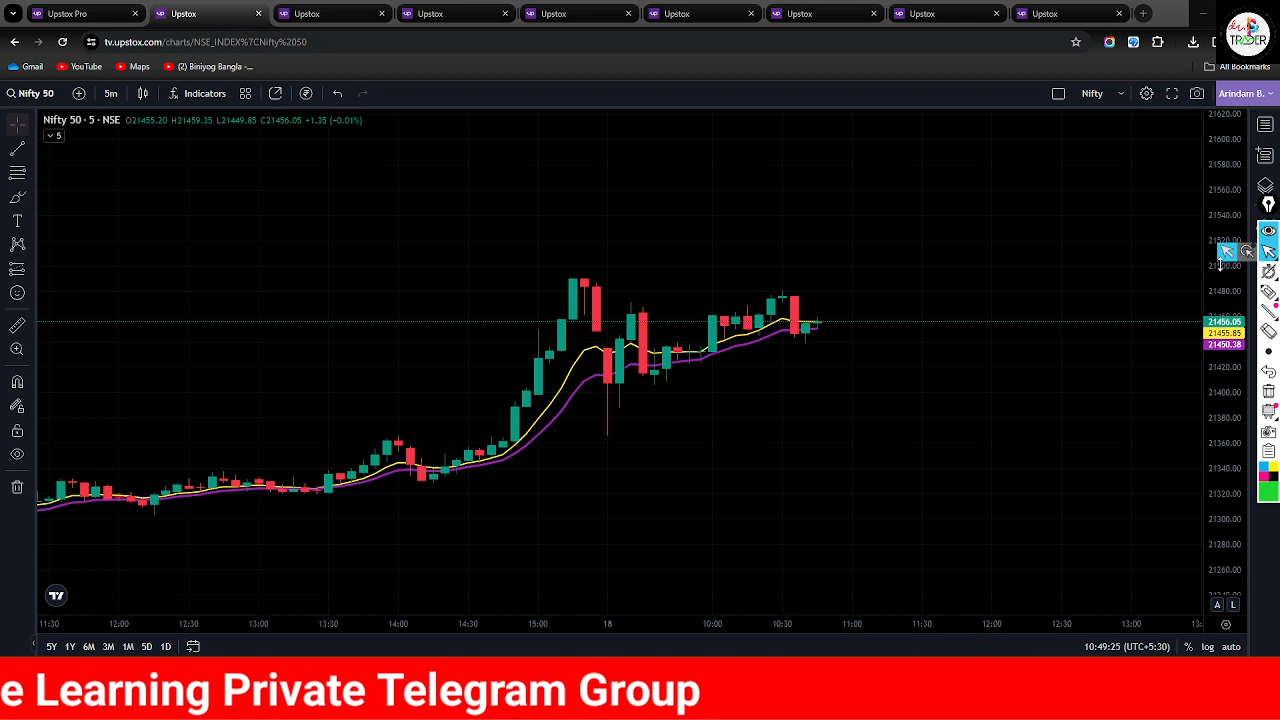 Upstox Pro
Upstox
Upstox
Upstox
Upstox
Upstox
Upstox
Upstox
Upstox
tv.upstox.com/charts/NSE_INDEX%7CNifty%2050
TRADER
Gmail
YouTube
Maps
(2) Biniyog Bangla -...
All Bookmarks
Nifty 50
5m
Indicators
Nifty
Arindam B.
Nifty 50 · 5 · NSE O21455.20 H21459.35 L21449.85 C21456.05 +1.35 (+0.01%)
5
21620.00
21600.00
21580.00
21560.00
21540.00
21480.00
21456.05
21455.85
21450.38
21420.00
21400.00
21380.00
21360.00
21340.00
21320.00
21300.00
21280.00
21260.00
A L
11:30 12:00 12:30 13:00 13:30 14:00 14:30 15:00 18 10:00 10:30 11:00 11:30 12:00 12:30 13:00
5Y 1Y 6M 3M 1M 5D 1D
10:49:25 (UTC+5:30) % log auto
e Learning Private Telegram Group